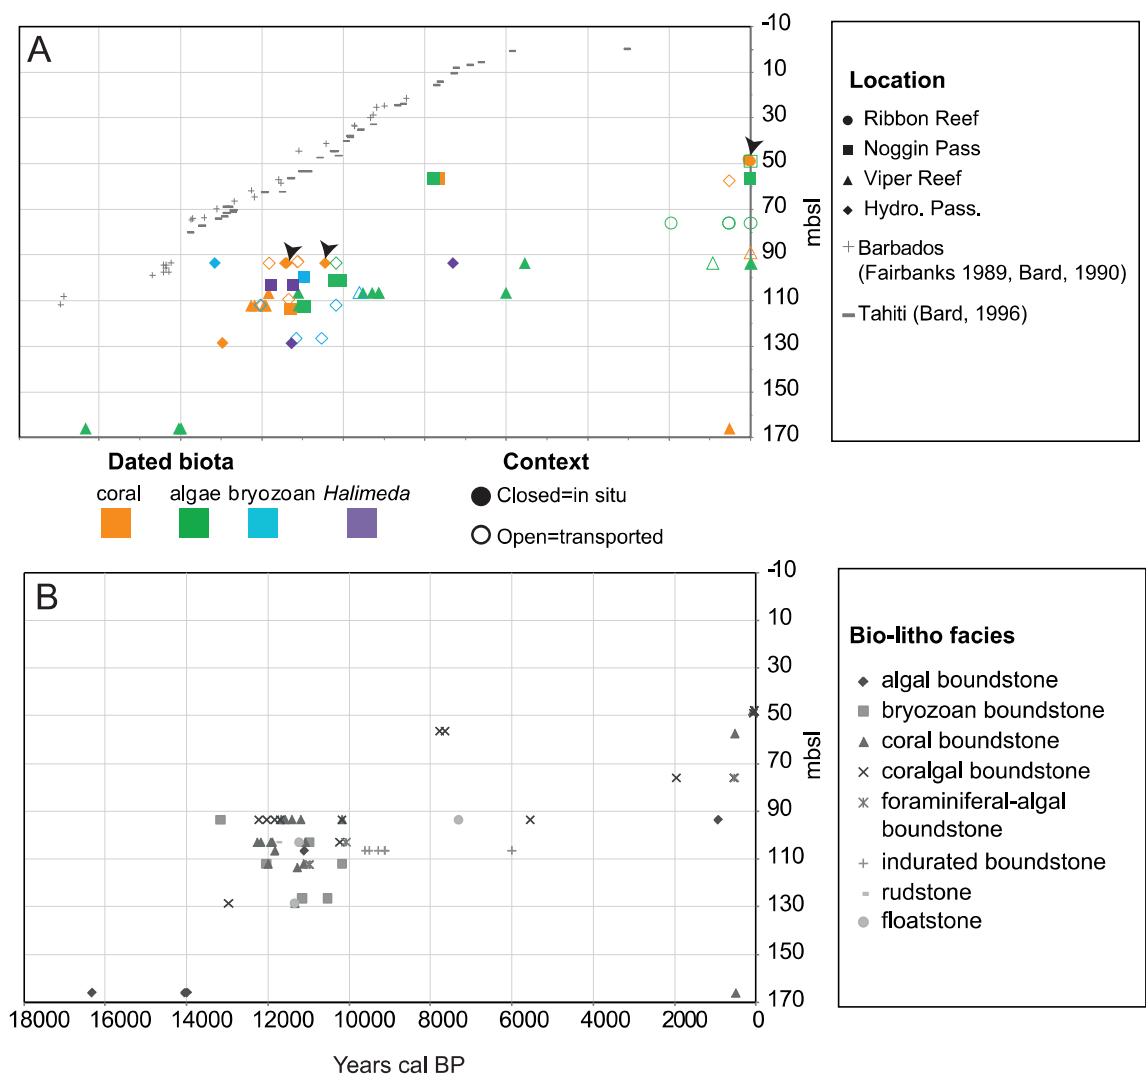 A
-10
10
30
50
70
90
110
130
150
170
mbsl
Location
Ribbon Reef
Noggin Pass
Viper Reef
Hydro. Pass.
Barbados
(Fairbanks 1989, Bard, 1990)
Tahiti (Bard, 1996)
Dated biota
coral
algae
bryozoan
Halimeda
Context
Closed=in situ
Open=transported
B
-10
10
30
50
70
90
110
130
150
170
mbsl
18000
16000
14000
12000
10000
8000
6000
4000
2000
0
Years cal BP
Bio-litho facies
algal boundstone
bryozoan boundstone
coral boundstone
coralgal boundstone
foraminiferal-algal
boundstone
indurated boundstone
rudstone
floatstone